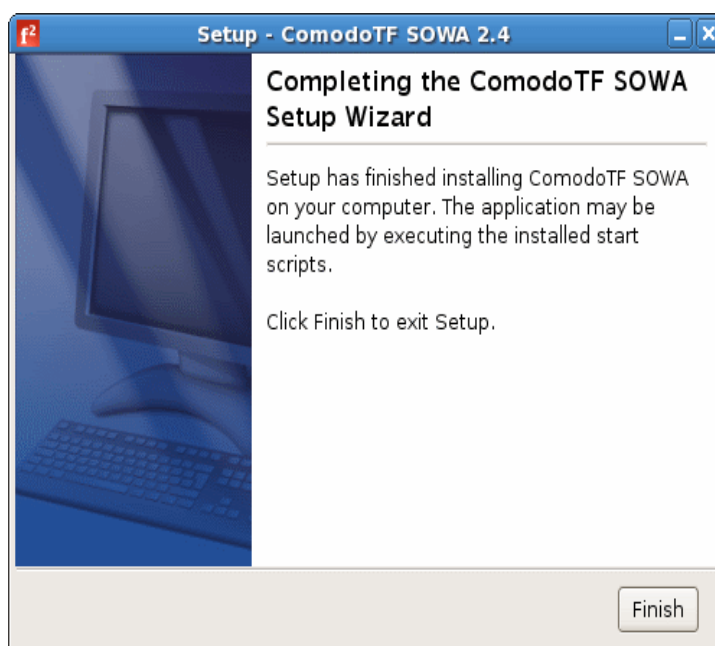 f²
Setup - ComodoTF SOWA 2.4
Completing the ComodoTF SOWA
Setup Wizard
Setup has finished installing ComodoTF SOWA
on your computer. The application may be
launched by executing the installed start
scripts.
Click Finish to exit Setup.
Finish